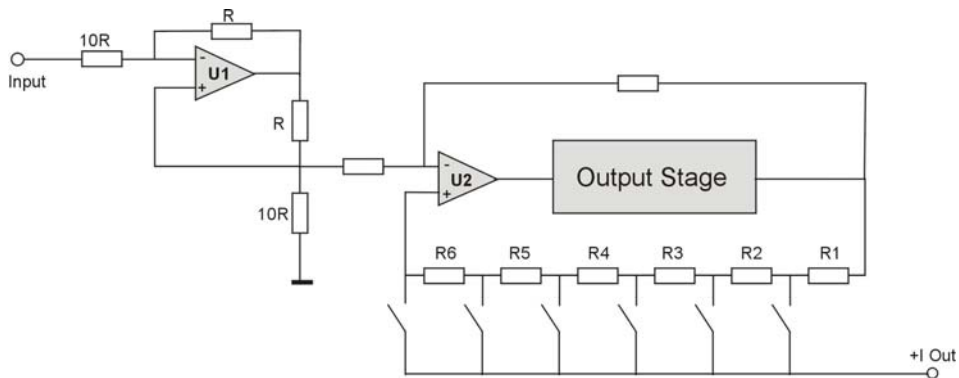 R
10R
Input
-
U1
+
R
10R
-
U2
+
Output Stage
R6
R5
R4
R3
R2
R1
+I Out